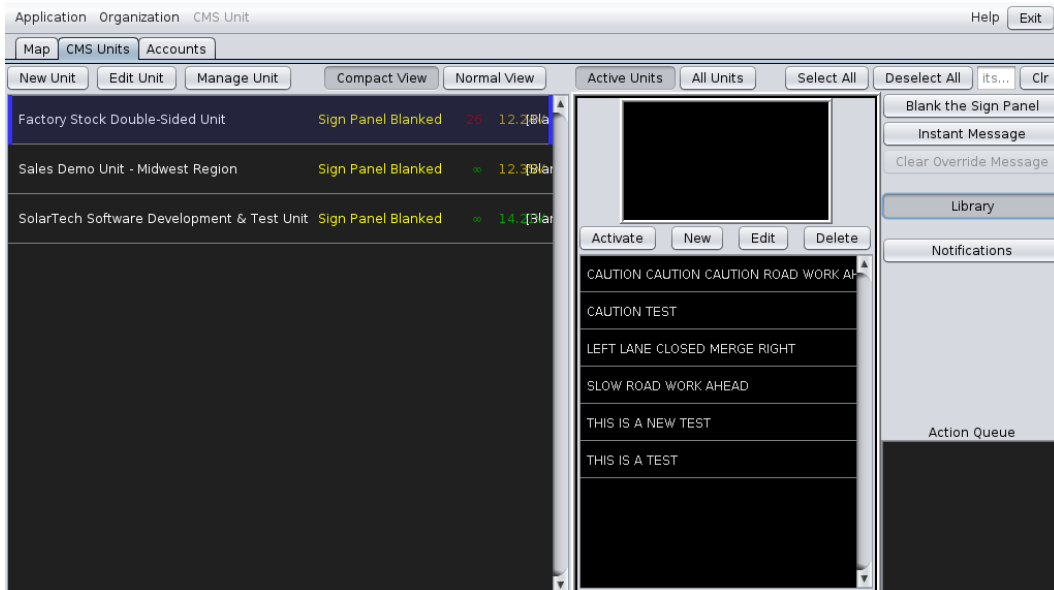 Application Organization CMS Unit Help Exit
Map CMS Units Accounts
New Unit Edit Unit Manage Unit Compact View Normal View Active Units All Units Select All Deselect All its... Clr
Factory Stock Double-Sided Unit Sign Panel Blanked 26
Sales Demo Unit - Midwest Region Sign Panel Blanked ∞
SolarTech Software Development & Test Unit Sign Panel Blanked ∞
Activate New Edit Delete
CAUTION CAUTION CAUTION ROAD WORK AH
CAUTION TEST
LEFT LANE CLOSED MERGE RIGHT
SLOW ROAD WORK AHEAD
THIS IS A NEW TEST
THIS IS A TEST
Blank the Sign Panel
Instant Message
Clear Override Message
Library
Notifications
Action Queue